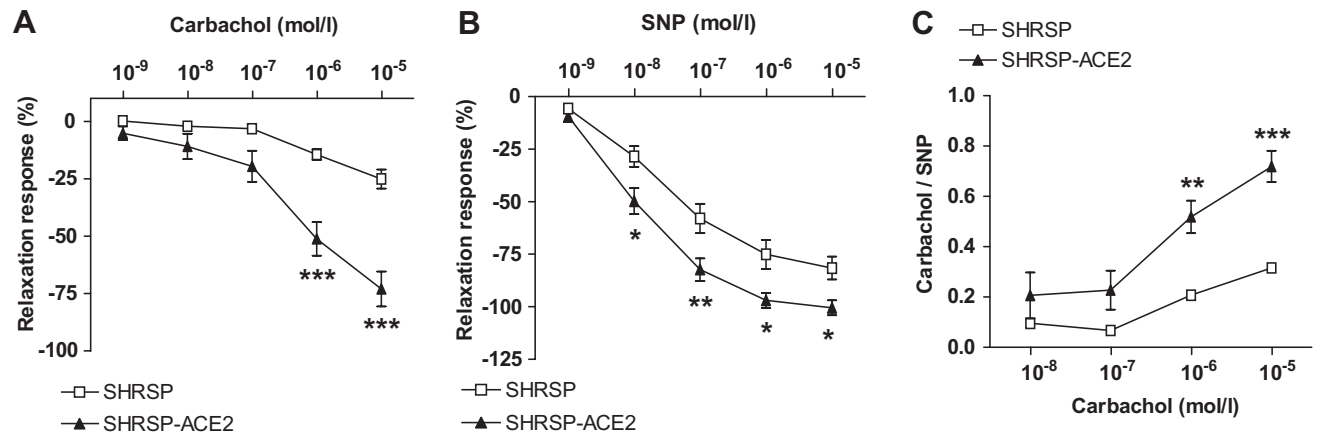 A
Carbachol (mol/l)
10⁻⁹ 10⁻⁸ 10⁻⁷ 10⁻⁶ 10⁻⁵
Relaxation response (%)
0
-25
-50
-75
-100
***
***
SHRSP
SHRSP-ACE2
B
SNP (mol/l)
10⁻⁹ 10⁻⁸ 10⁻⁷ 10⁻⁶ 10⁻⁵
Relaxation response (%)
0
-25
-50
-75
-100
-125
*
**
*
*
SHRSP
SHRSP-ACE2
C
SHRSP
SHRSP-ACE2
Carbachol / SNP
1.0
0.8
0.6
0.4
0.2
0.0
**
***
10⁻⁸ 10⁻⁷ 10⁻⁶ 10⁻⁵
Carbachol (mol/l)